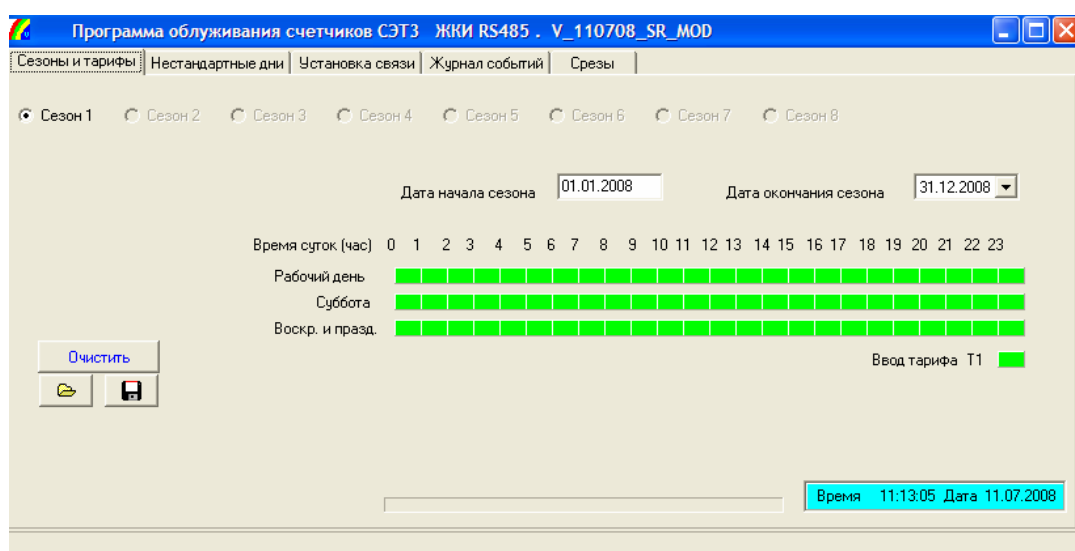 Программа облуживания счетчиков СЭТ3 ЖКИ RS485 . V_110708_SR_MOD
Сезоны и тарифы Нестандартные дни Установка связи Журнал событий Срезы
Сезон 1 Сезон 2 Сезон 3 Сезон 4 Сезон 5 Сезон 6 Сезон 7 Сезон 8
Дата начала сезона 01.01.2008 Дата окончания сезона 31.12.2008
Время суток (час) 0 1 2 3 4 5 6 7 8 9 10 11 12 13 14 15 16 17 18 19 20 21 22 23
Рабочий день
Суббота
Воскр. и празд.
Очистить
Ввод тарифа T1
Время 11:13:05 Дата 11.07.2008